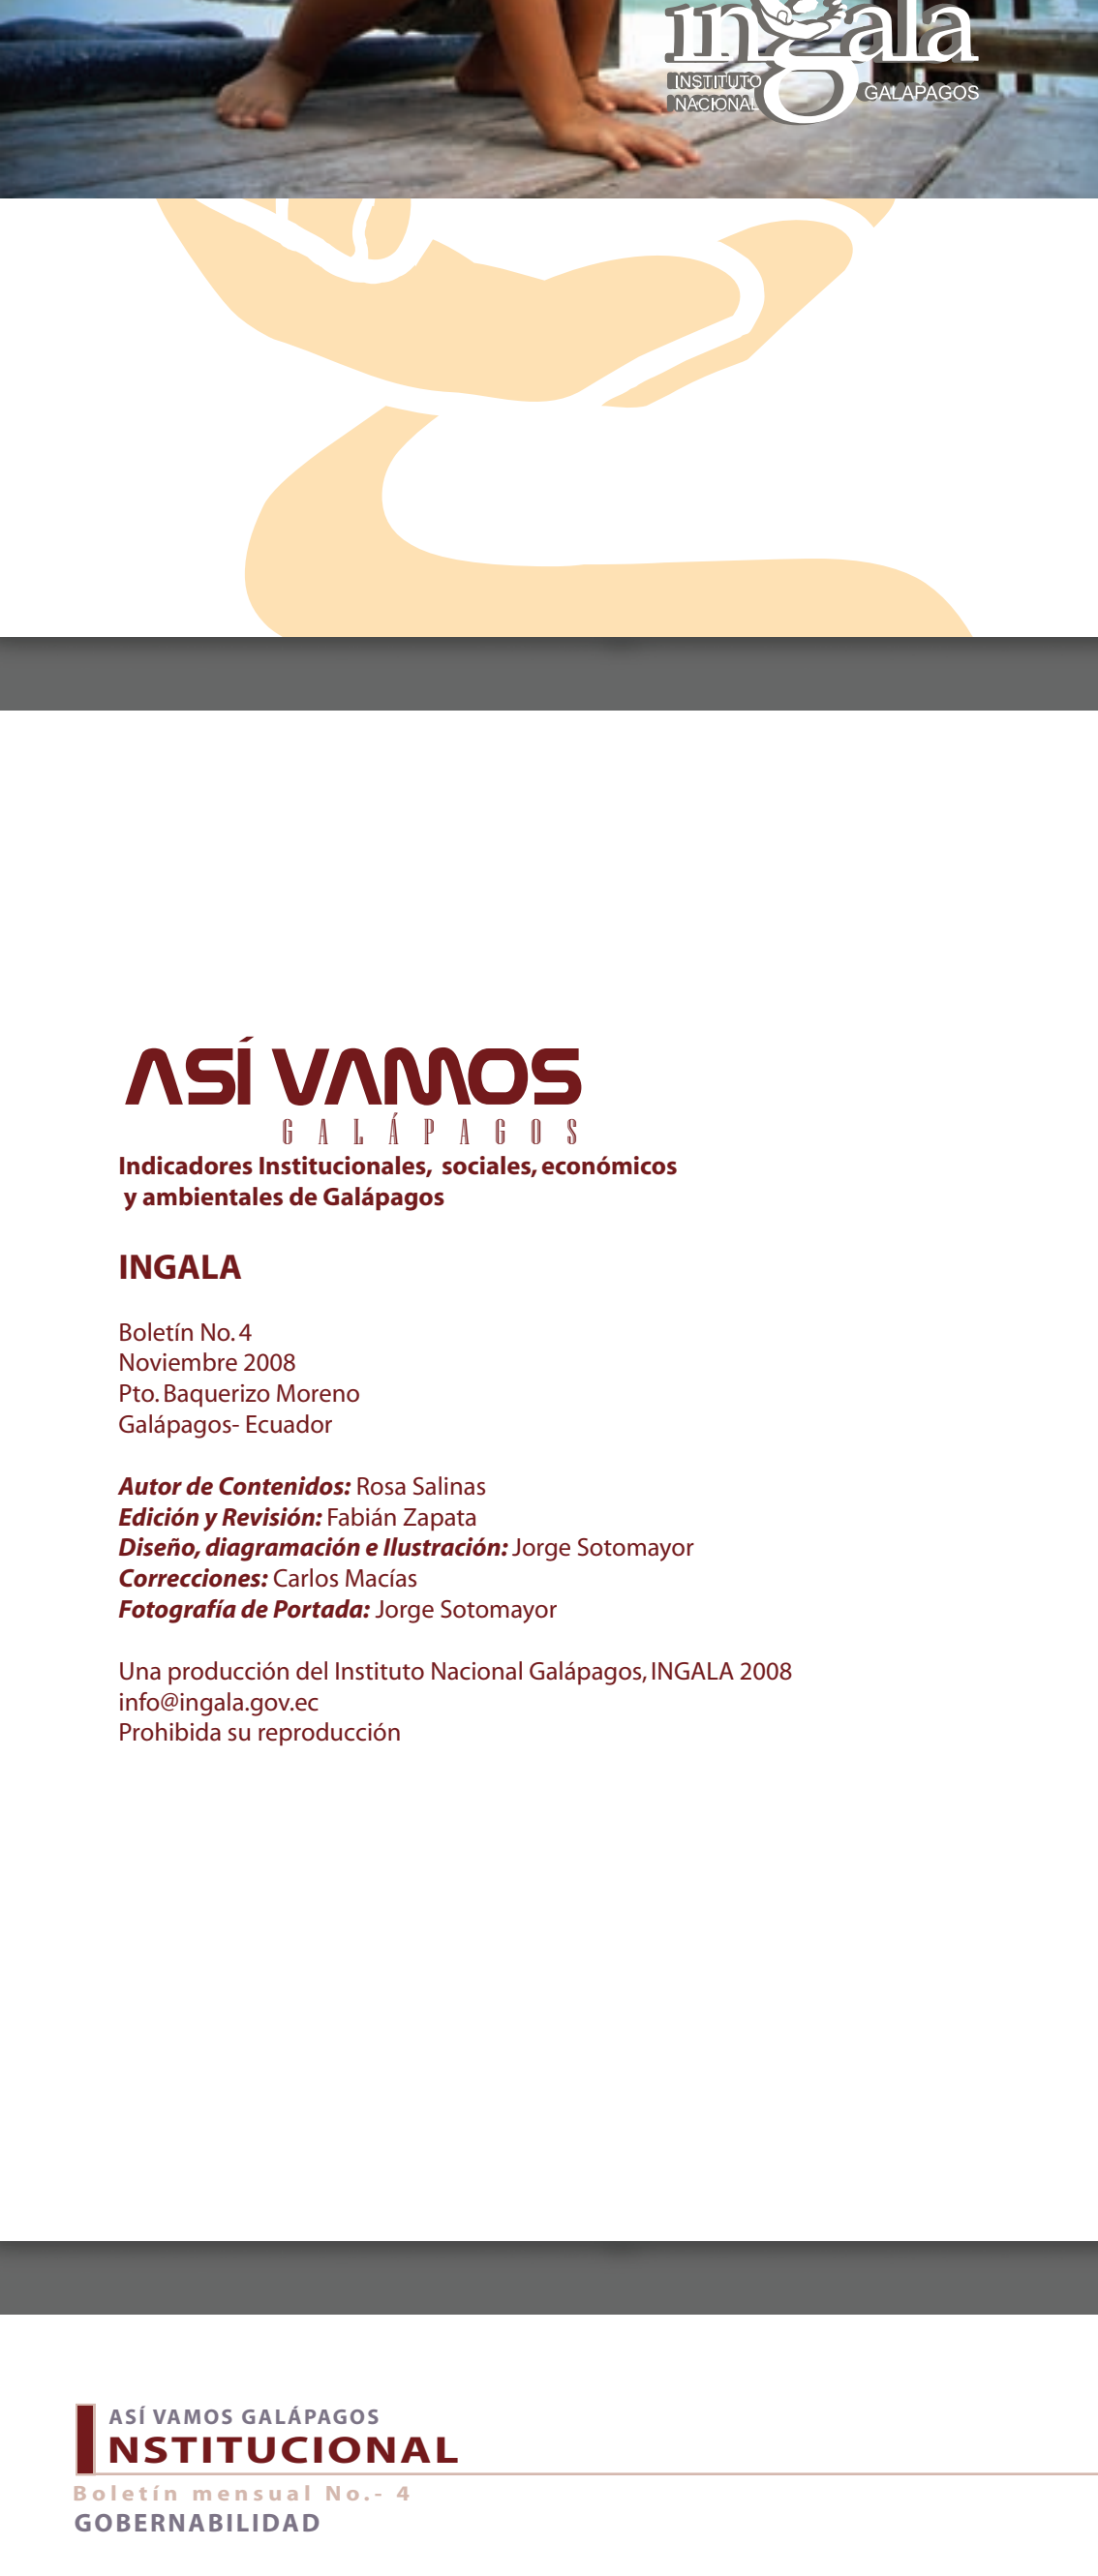 ingala
INSTITUTO
NACIONAL
GALAPAGOS
ASÍ VAMOS
GALÁPAGOS
Indicadores Institucionales, sociales, económicos
y ambientales de Galápagos
INGALA
Boletín No. 4
Noviembre 2008
Pto. Baquerizo Moreno
Galápagos- Ecuador
Autor de Contenidos: Rosa Salinas
Edición y Revisión: Fabián Zapata
Diseño, diagramación e Ilustración: Jorge Sotomayor
Correcciones: Carlos Macías
Fotografía de Portada: Jorge Sotomayor
Una producción del Instituto Nacional Galápagos, INGALA 2008
info@ingala.gov.ec
Prohibida su reproducción
ASÍ VAMOS GALÁPAGOS
INSTITUCIONAL
Boletín mensual No.- 4
GOBERNABILIDAD